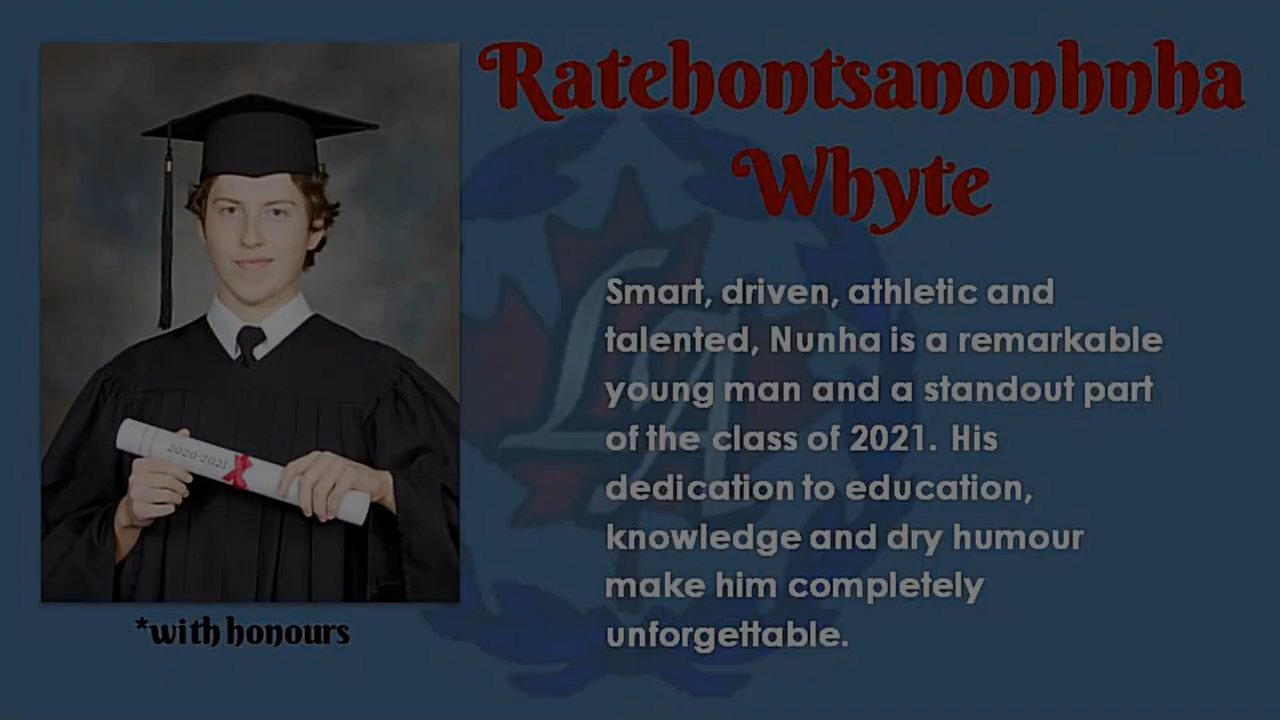 Ratehontsanonhnha
Whyte
Smart, driven, athletic and
talented, Nunha is a remarkable
young man and a standout part
of the class of 2021. His
dedication to education,
knowledge and dry humour
make him completely
unforgettable.
2020-2021
*with honours
LA